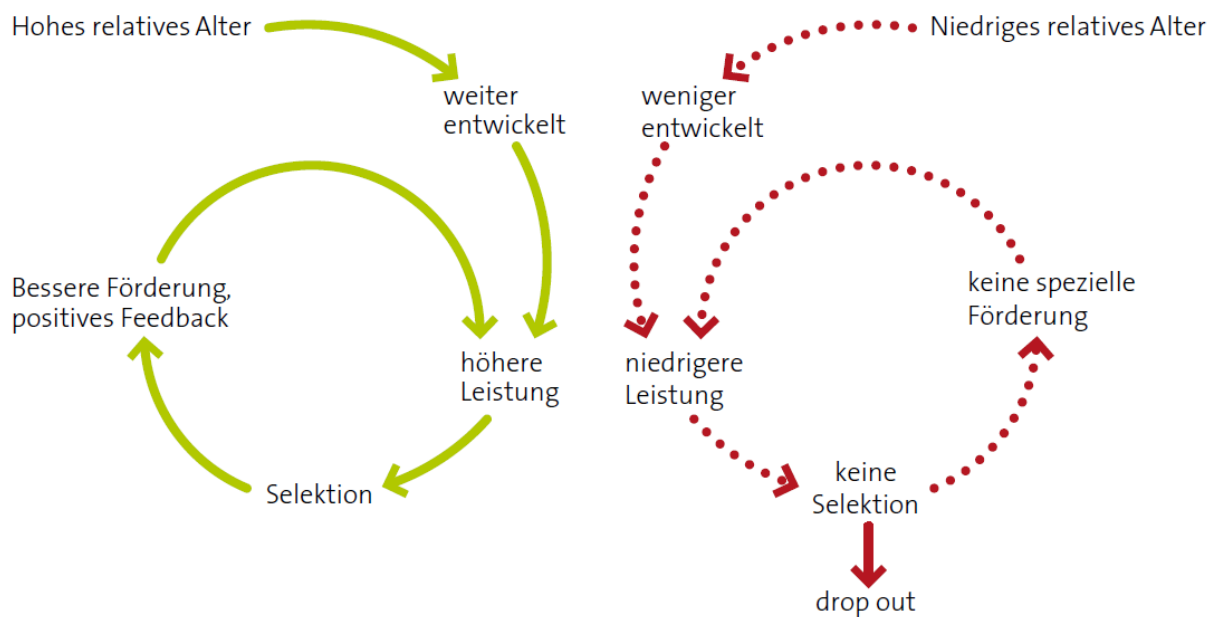 Hohes relatives Alter
weiter
entwickelt
Bessere Förderung,
positives Feedback
höhere
Leistung
Selektion
Niedriges relatives Alter
weniger
entwickelt
keine spezielle
Förderung
niedrigere
Leistung
keine
Selektion
drop out